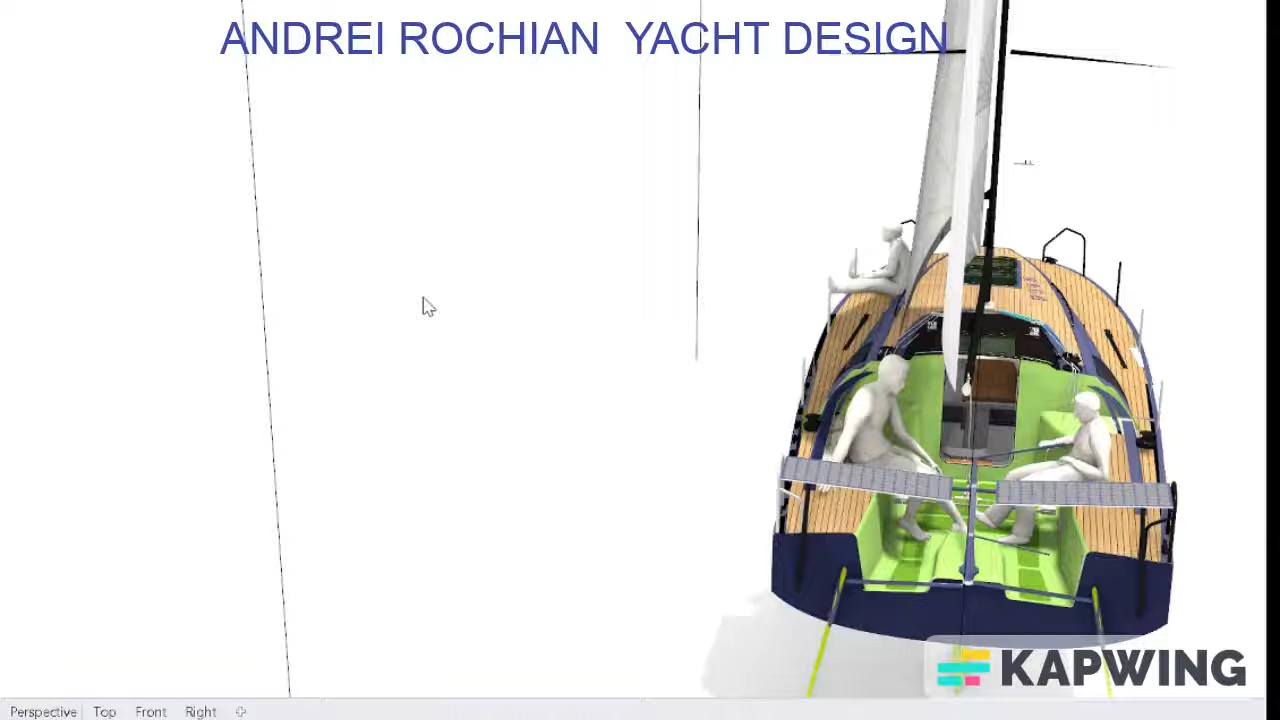 ANDREI ROCHIAN  YACHT DESIGN
KAPWING
Perspective Top Front Right